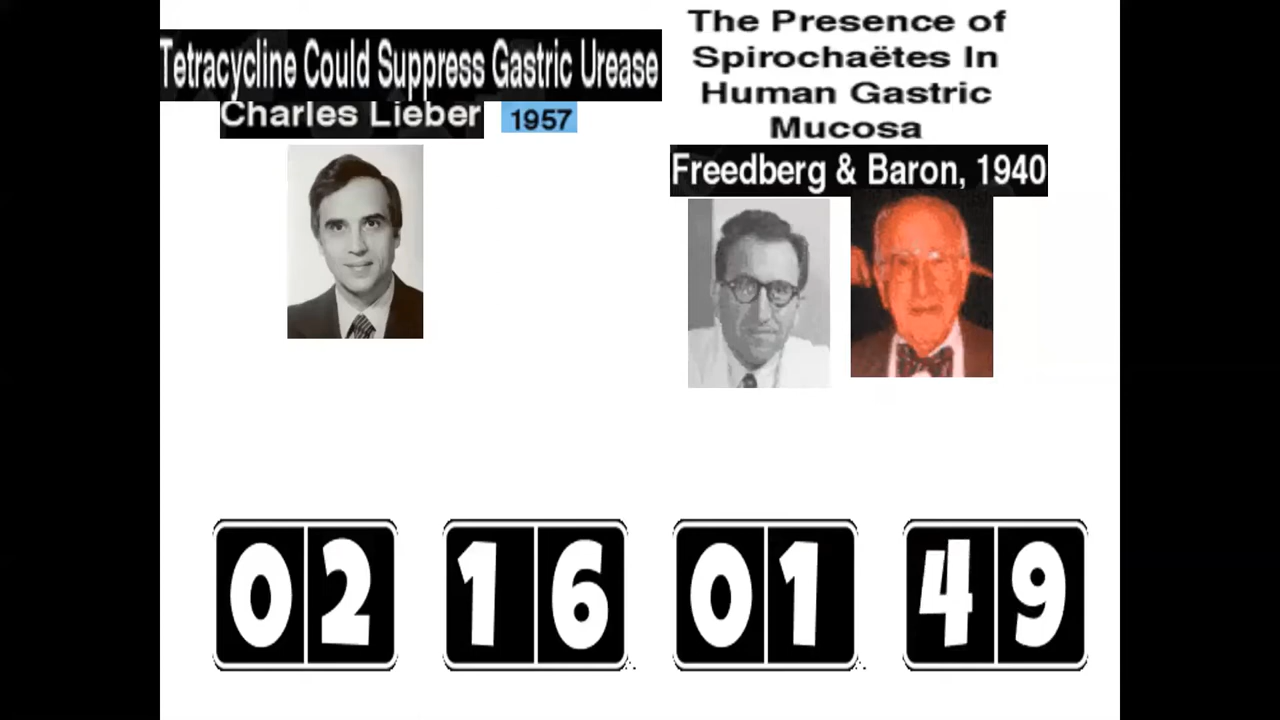 Tetracycline Could Suppress Gastric Urease
Charles Lieber 1957
The Presence of
Spirochaëtes In
Human Gastric
Mucosa
Freedberg & Baron, 1940
02 16 01 49